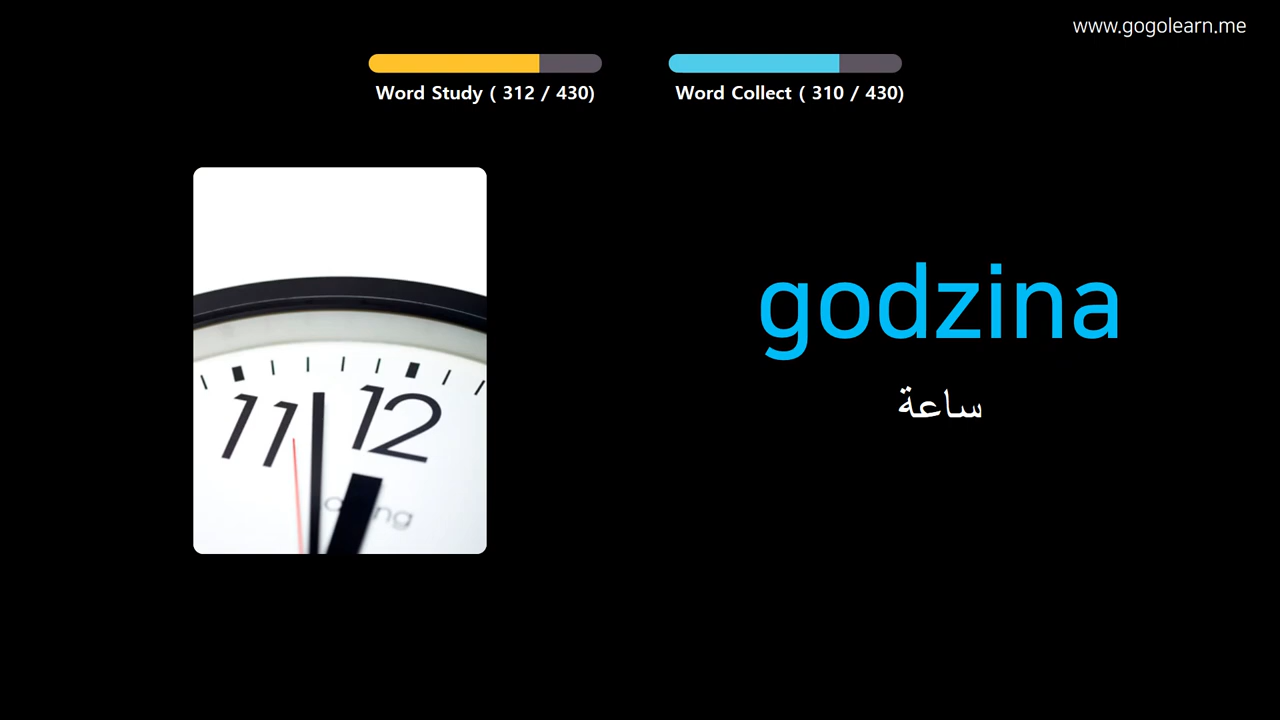 www.gogolearn.me
Word Study ( 312 / 430)
Word Collect ( 310 / 430)
godzina
ساعة
11
12